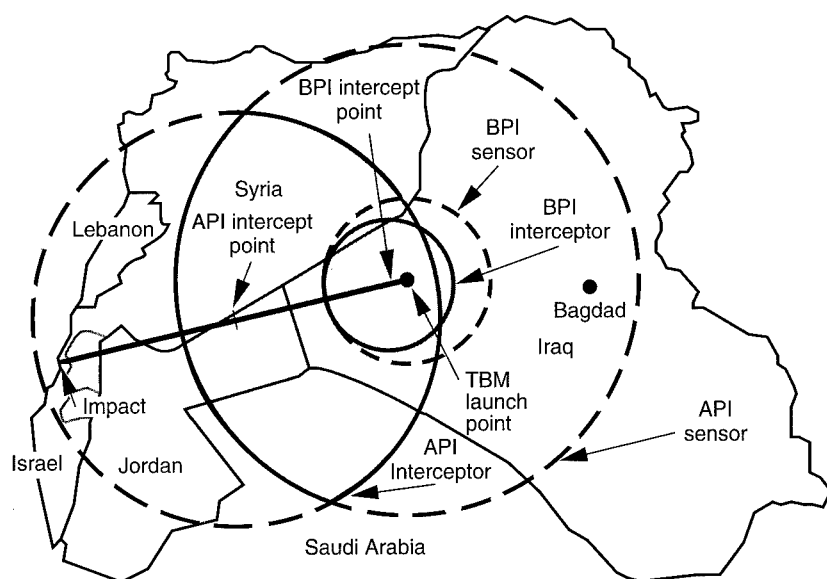 BPI intercept
point
BPI
sensor
Syria
Lebanon
API intercept
point
BPI
interceptor
Bagdad
Iraq
TBM
launch
point
Impact
API
sensor
Israel
Jordan
API
Interceptor
Saudi Arabia